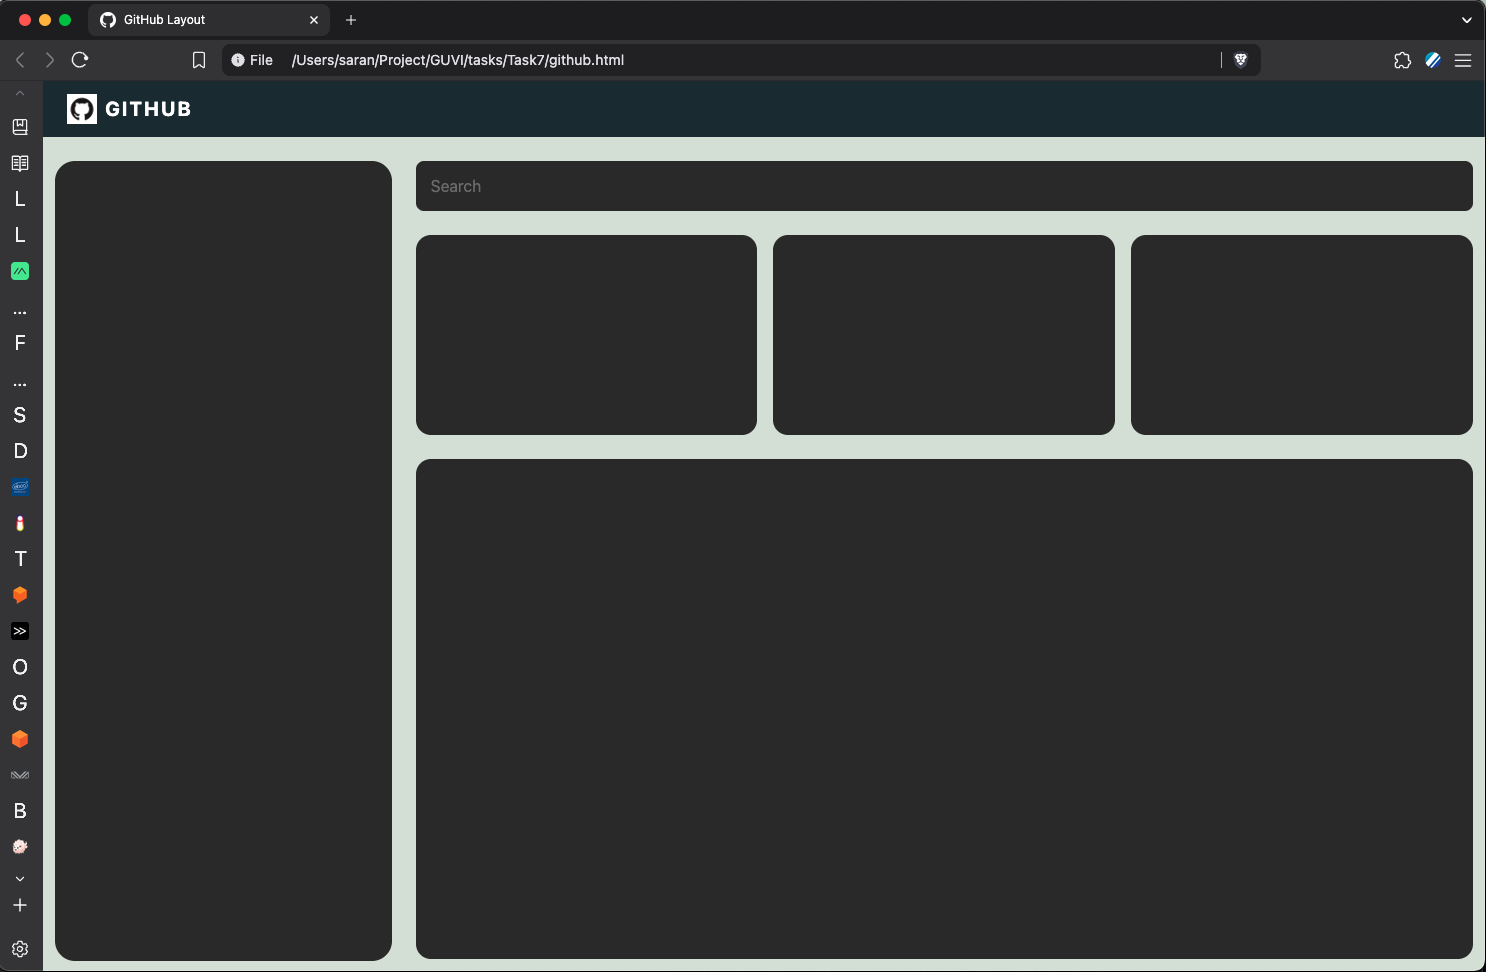 GitHub Layout
File /Users/saran/Project/GUVI/tasks/Task7/github.html
GITHUB
Search
L
L
...
F
...
S
D
T
O
G
B